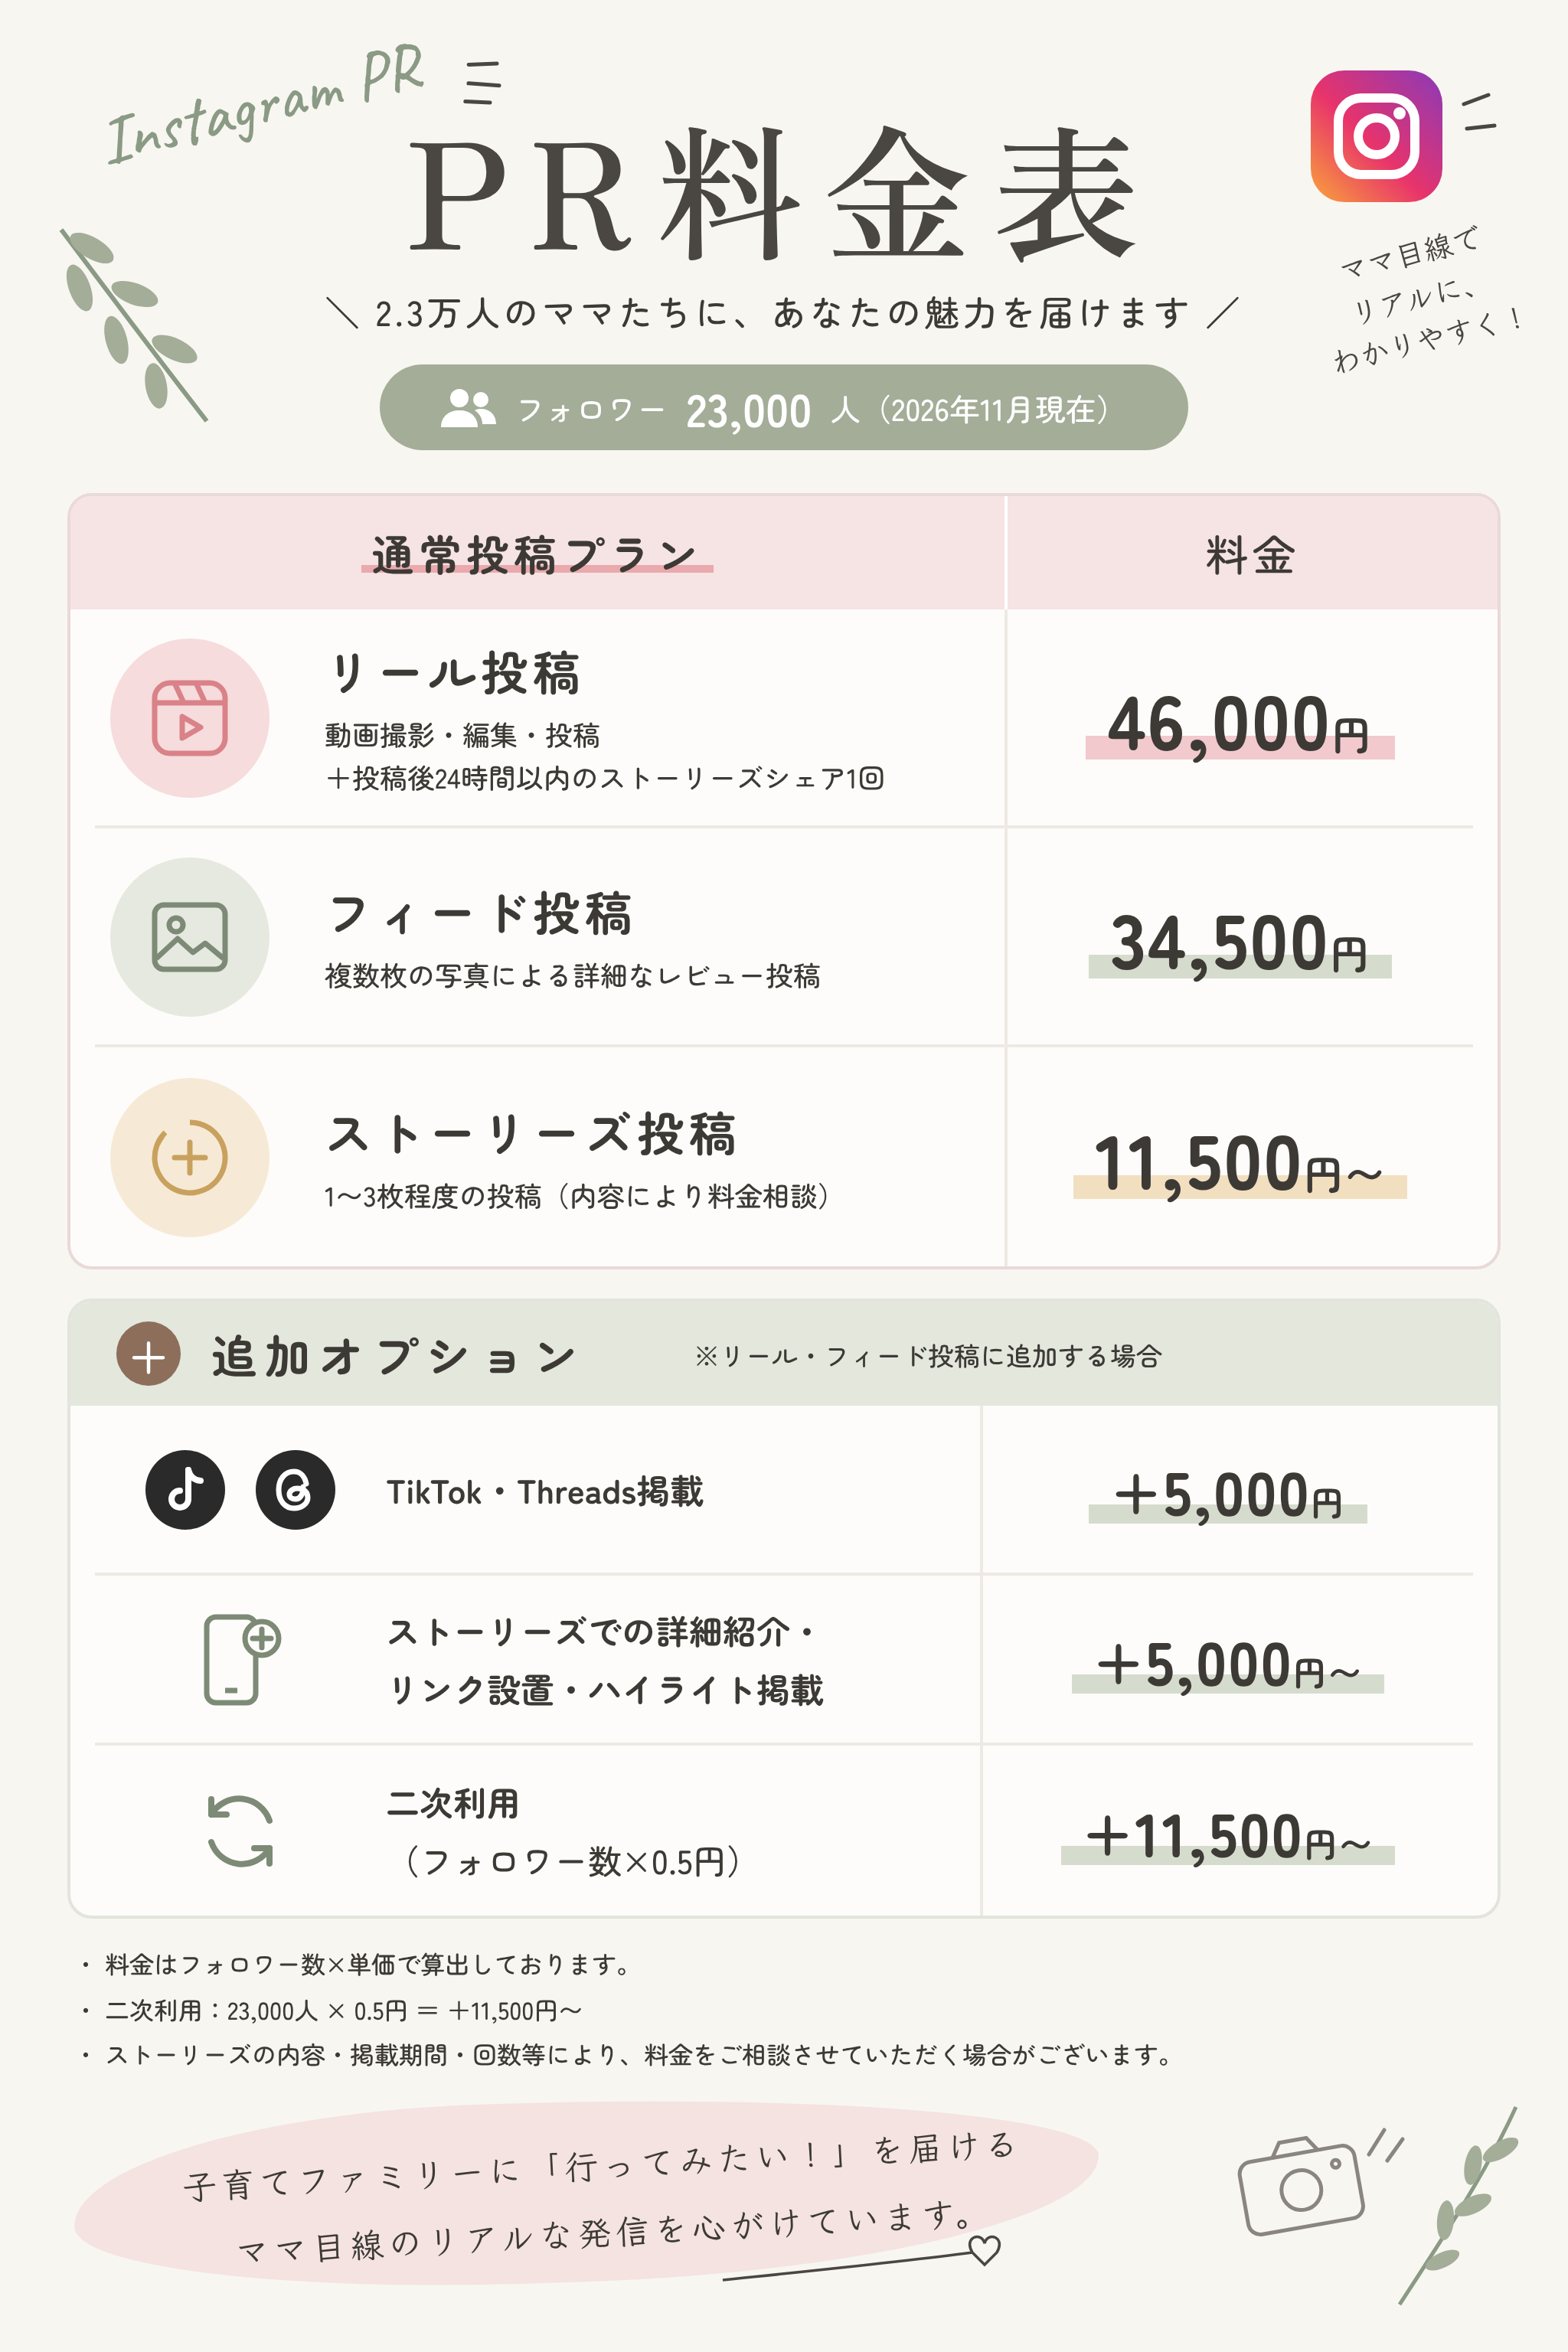 Instagram PR
PR料金表
＼ 2.3万人のママたちに、あなたの魅力を届けます ／
ママ目線で
リアルに、
わかりやすく！
フォロワー 23,000 人（2026年11月現在）
通常投稿プラン
料金
リール投稿
動画撮影・編集・投稿
＋投稿後24時間以内のストーリーズシェア1回
46,000円
フィード投稿
複数枚の写真による詳細なレビュー投稿
34,500円
ストーリーズ投稿
1〜3枚程度の投稿（内容により料金相談）
11,500円〜
＋ 追加オプション ※リール・フィード投稿に追加する場合
TikTok・Threads掲載
＋5,000円
ストーリーズでの詳細紹介・
リンク設置・ハイライト掲載
＋5,000円〜
二次利用
（フォロワー数×0.5円）
＋11,500円〜
・ 料金はフォロワー数×単価で算出しております。
・ 二次利用：23,000人 × 0.5円 ＝ ＋11,500円〜
・ ストーリーズの内容・掲載期間・回数等により、料金をご相談させていただく場合がございます。
子育てファミリーに「行ってみたい！」を届ける
ママ目線のリアルな発信を心がけています。